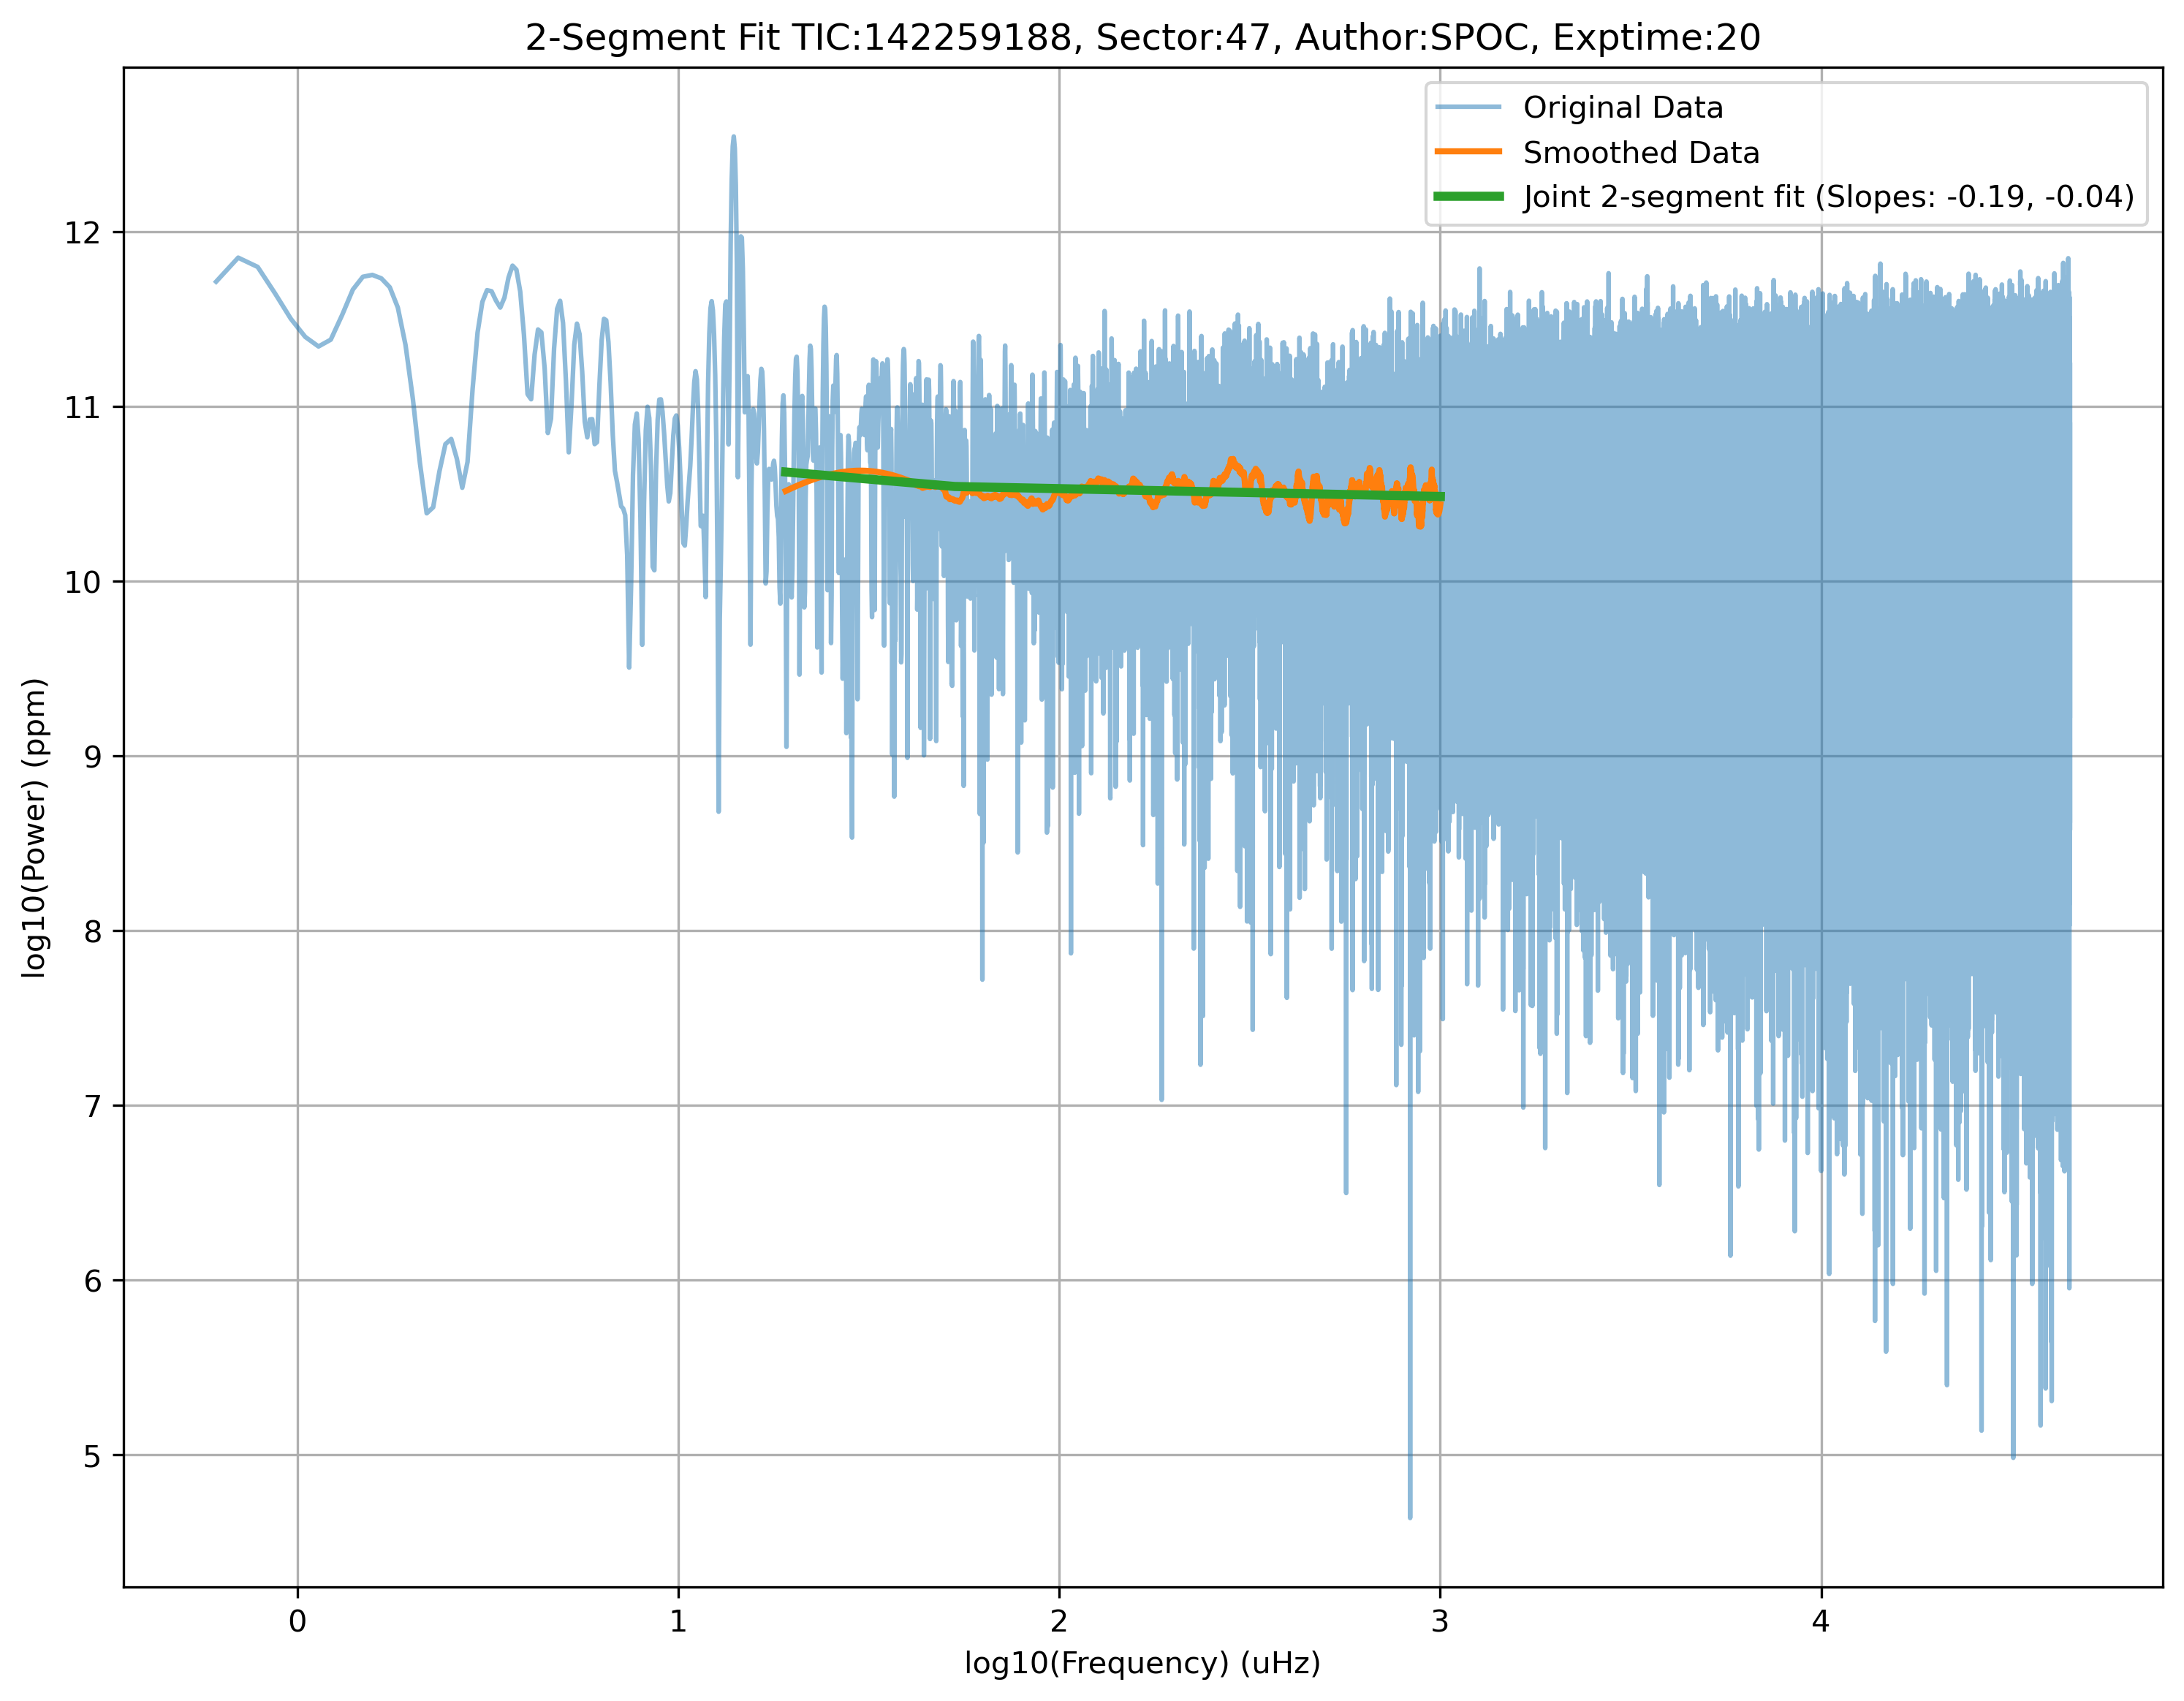 2-Segment Fit TIC:142259188, Sector:47, Author:SPOC, Exptime:20
Original Data
Smoothed Data
Joint 2-segment fit (Slopes: -0.19, -0.04)
log10(Power) (ppm)
12
11
10
9
8
7
6
5
0 1 2 3 4
log10(Frequency) (uHz)